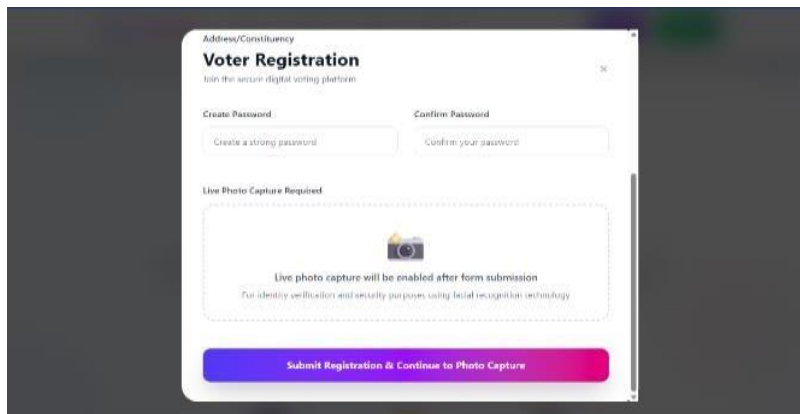 Address/Constituency
Voter Registration
Join the secure digital voting platform
×
Create Password
Confirm Password
Create a strong password
Confirm your password
Live Photo Capture Required
Live photo capture will be enabled after form submission
For identity verification and security purposes using facial recognition technology
Submit Registration & Continue to Photo Capture